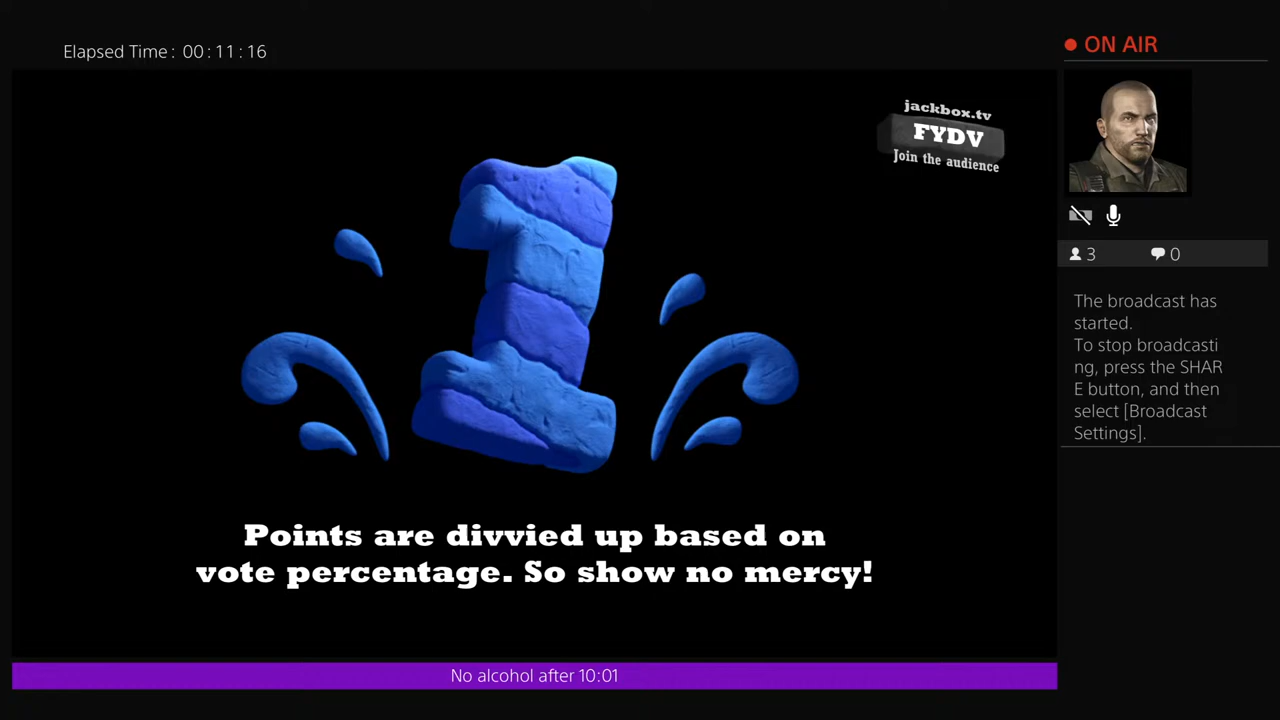 Elapsed Time: 00:11:16
ON AIR
jackbox.tv
FYDV
Join the audience
1
3
0
The broadcast has
started.
To stop broadcasti
ng, press the SHAR
E button, and then
select [Broadcast
Settings].
Points are divvied up based on
vote percentage. So show no mercy!
No alcohol after 10:01